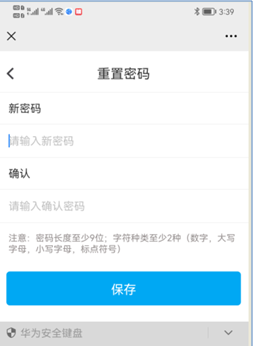 3:39
重置密码
新密码
请输入新密码
确认
请输入确认密码
注意：密码长度至少9位；字符种类至少2种（数字，大写
字母，小写字母，标点符号）
保存
华为安全键盘